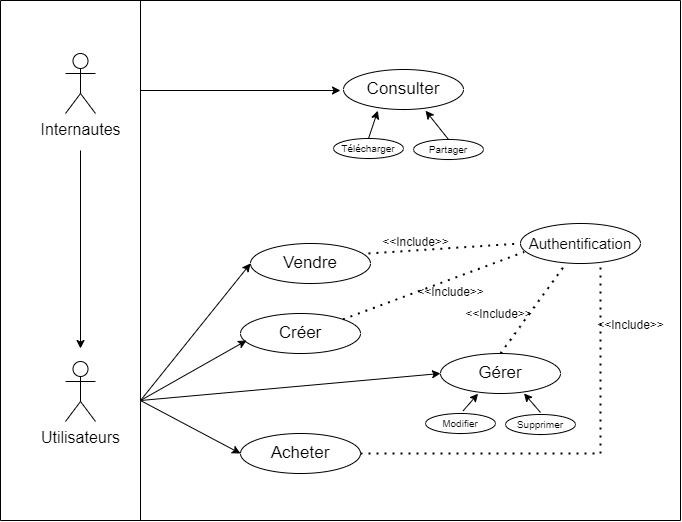 Consulter
Internautes
Télécharger
Partager
<<Include>>
Authentification
Vendre
<<Include>>
<<Include>>
<<Include>>
Créer
Gérer
Modifier
Supprimer
Utilisateurs
Acheter